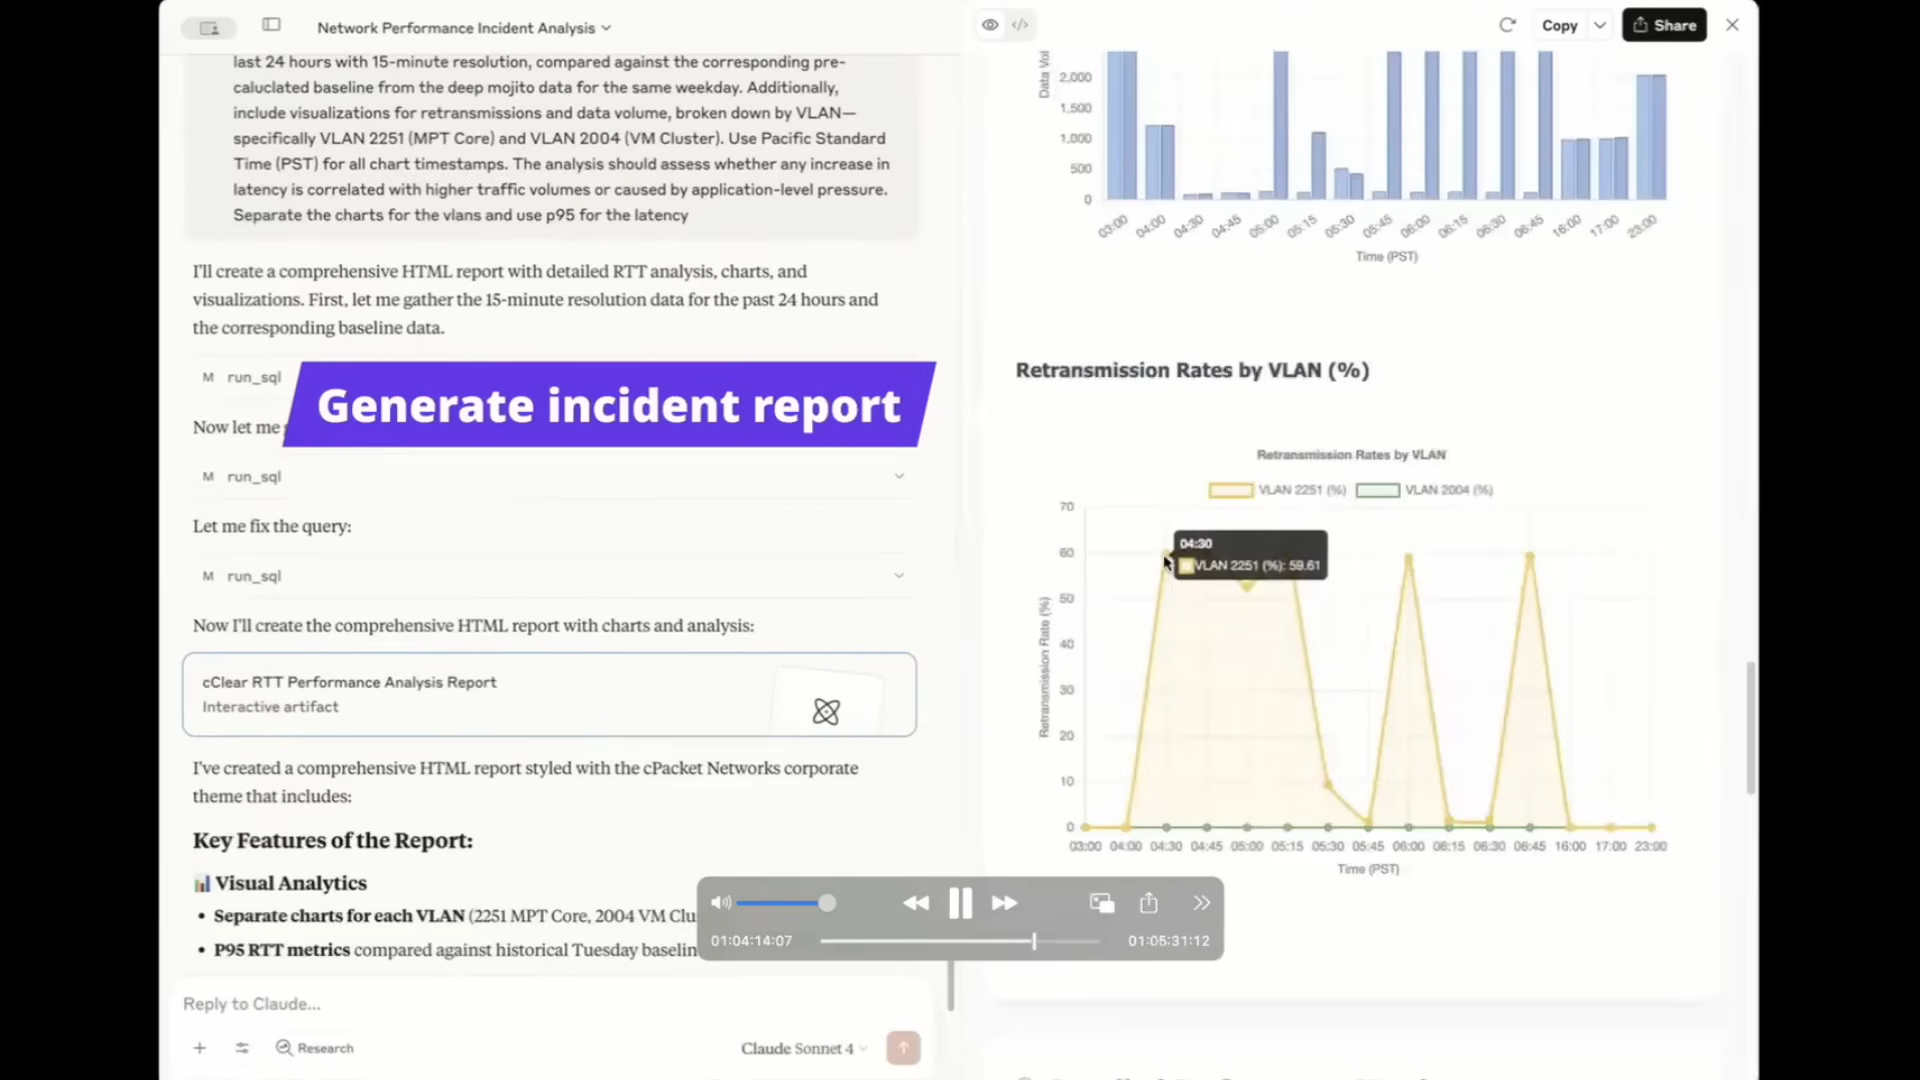 Network Performance Incident Analysis
last 24 hours with 15-minute resolution, compared against the corresponding pre-
caluclated baseline from the deep mojito data for the same weekday. Additionally,
include visualizations for retransmissions and data volume, broken down by VLAN—
specifically VLAN 2251 (MPT Core) and VLAN 2004 (VM Cluster). Use Pacific Standard
Time (PST) for all chart timestamps. The analysis should assess whether any increase in
latency is correlated with higher traffic volumes or caused by application-level pressure.
Separate the charts for the vlans and use p95 for the latency
I'll create a comprehensive HTML report with detailed RTT analysis, charts, and
visualizations. First, let me gather the 15-minute resolution data for the past 24 hours and
the corresponding baseline data.
M run_sql
Generate incident report
Now let me
M run_sql
Let me fix the query:
M run_sql
Now I'll create the comprehensive HTML report with charts and analysis:
cClear RTT Performance Analysis Report
Interactive artifact
I've created a comprehensive HTML report styled with the cPacket Networks corporate
theme that includes:
Key Features of the Report:
Visual Analytics
• Separate charts for each VLAN (2251 MPT Core, 2004 VM Clu
• P95 RTT metrics compared against historical Tuesday baselin
Reply to Claude...
Research
Claude Sonnet 4
01:04:14:07
01:05:31:12
Copy
Share
Data Vol
2,000
1,500
1,000
500
0
03:00 04:00 04:30 04:45 05:00 05:15 05:30 05:45 06:00 06:15 06:30 06:45 16:00 17:00 23:00
Time (PST)
Retransmission Rates by VLAN (%)
Retransmission Rates by VLAN
VLAN 2251 (%) VLAN 2004 (%)
70
60
50
40
30
20
10
0
Retransmission Rate (%)
04:30
VLAN 2251 (%): 59.61
03:00 04:00 04:30 04:45 05:00 05:15 05:30 05:45 06:00 06:15 06:30 06:45 16:00 17:00 23:00
Time (PST)